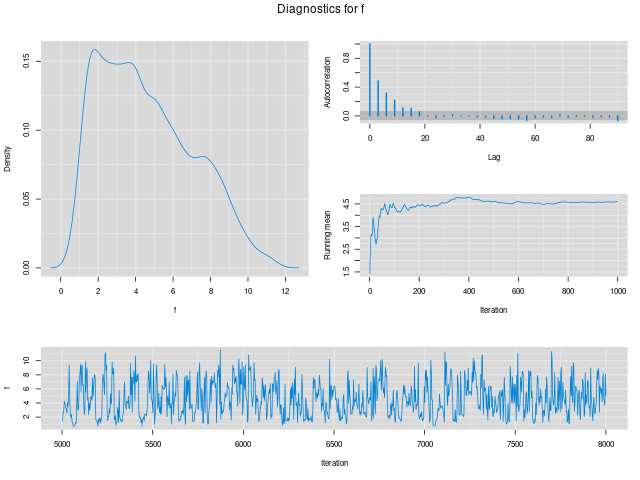 Diagnostics for f
Density
0.00
0.05
0.10
0.15
0 2 4 6 8 10 12
f
Autocorrelation
0.0
0.4
0.8
0 20 40 60 80
Lag
Running mean
1.5
2.5
3.5
4.5
0 200 400 600 800 1000
Iteration
f
2
4
6
8
10
5000 5500 6000 6500 7000 7500 8000
Iteration